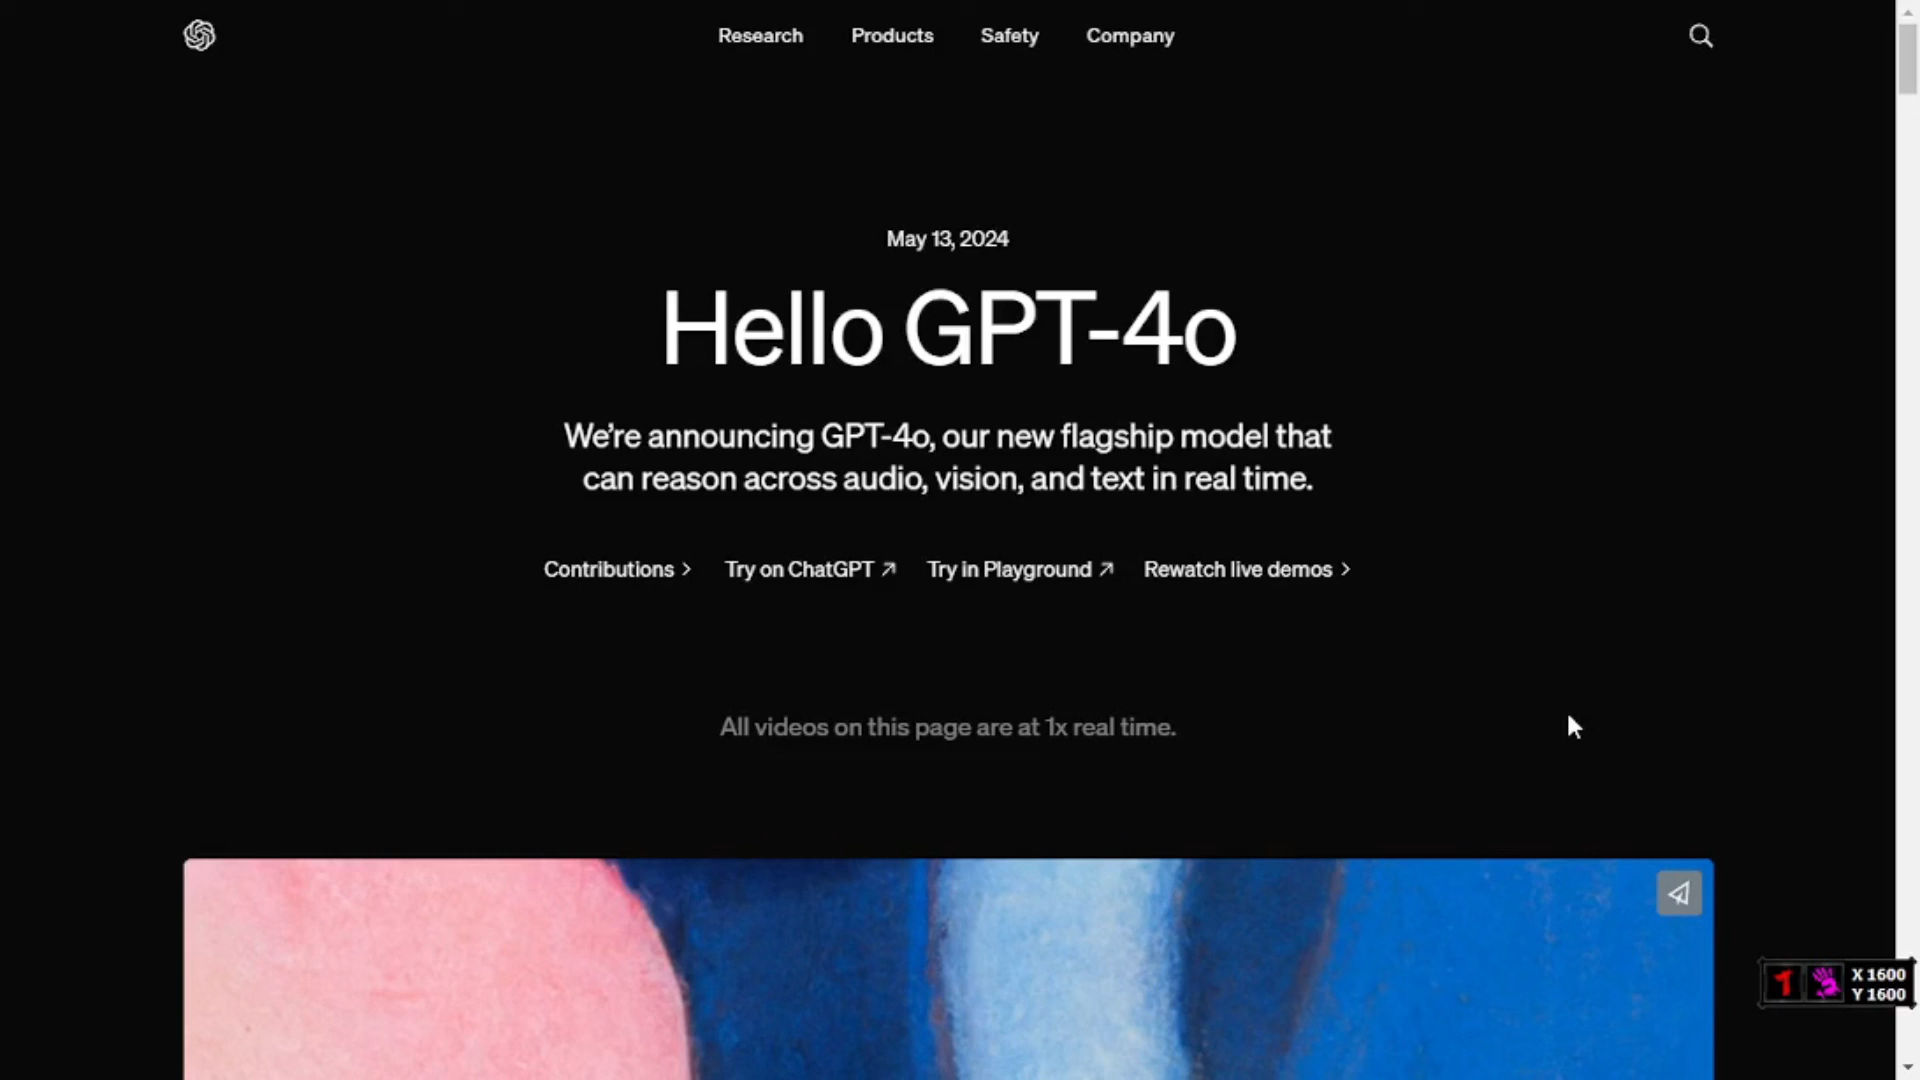 Research Products Safety Company
May 13, 2024
Hello GPT-4o
We’re announcing GPT-4o, our new flagship model that
can reason across audio, vision, and text in real time.
Contributions > Try on ChatGPT ↗ Try in Playground ↗ Rewatch live demos >
All videos on this page are at 1x real time.
1 X 1600
Y 1600